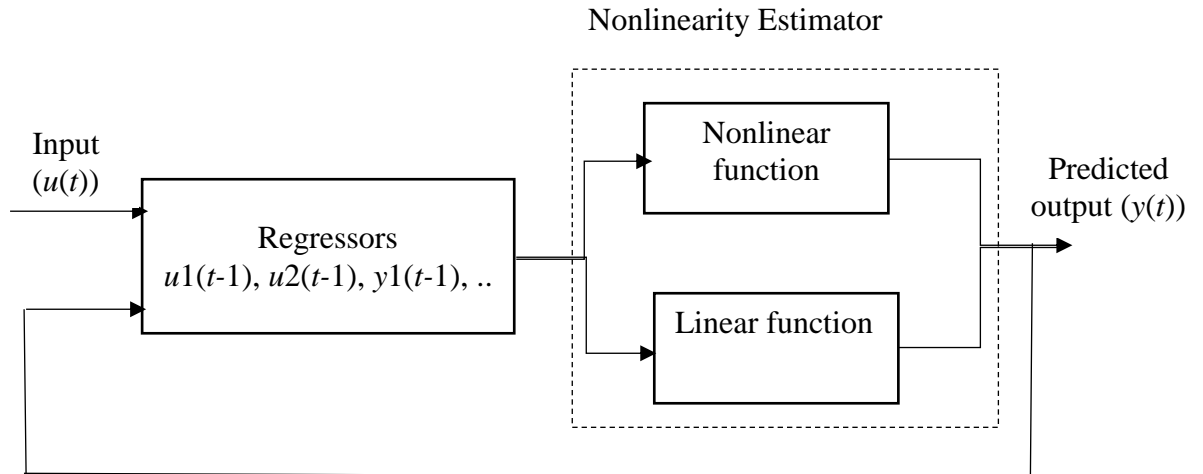 Nonlinearity Estimator
Input
(u(t))
Regressors
u1(t-1), u2(t-1), y1(t-1), ..
Nonlinear
function
Linear function
Predicted
output (y(t))